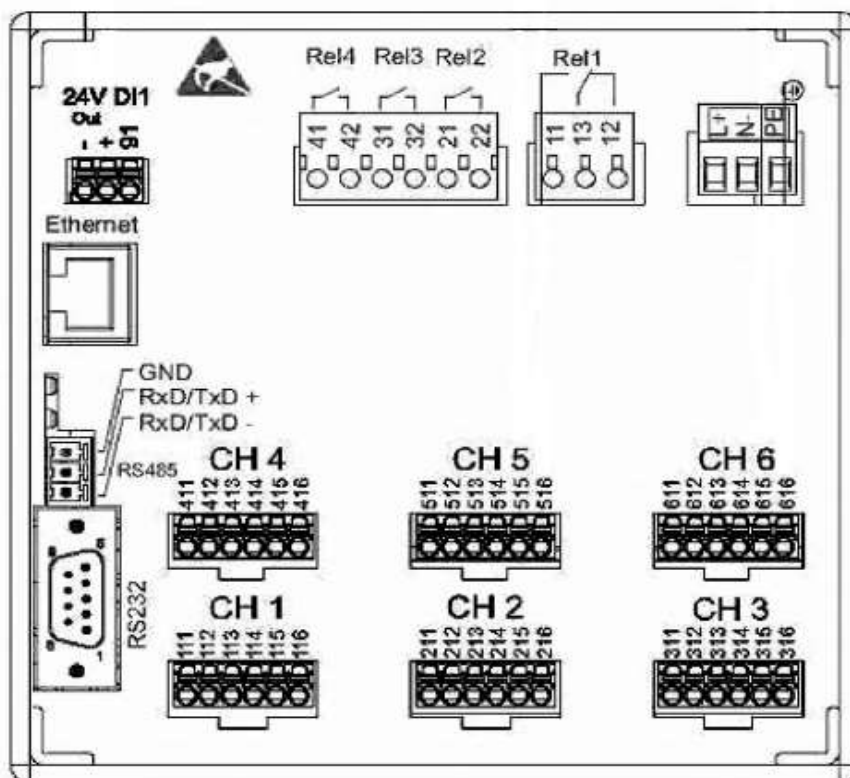 Rel4 Rel3 Rel2 Rel1
24V DI1
Out
- + 91
41 42 31 32 21 22
11 13 12
L+ N- PE
Ethernet
GND
RxD/TxD +
RxD/TxD -
RS485
CH 4
411 412 413 414 415 416
CH 5
511 512 513 514 515 516
CH 6
611 612 613 614 615 616
RS232
CH 1
111 112 113 114 115 116
CH 2
211 212 213 214 215 216
CH 3
311 312 313 314 315 316